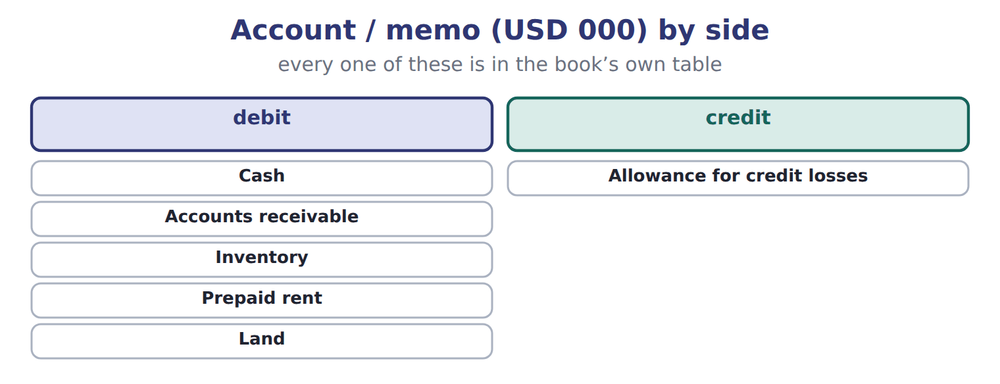 Account / memo (USD 000) by side
every one of these is in the book’s own table
debit
credit
Cash
Allowance for credit losses
Accounts receivable
Inventory
Prepaid rent
Land